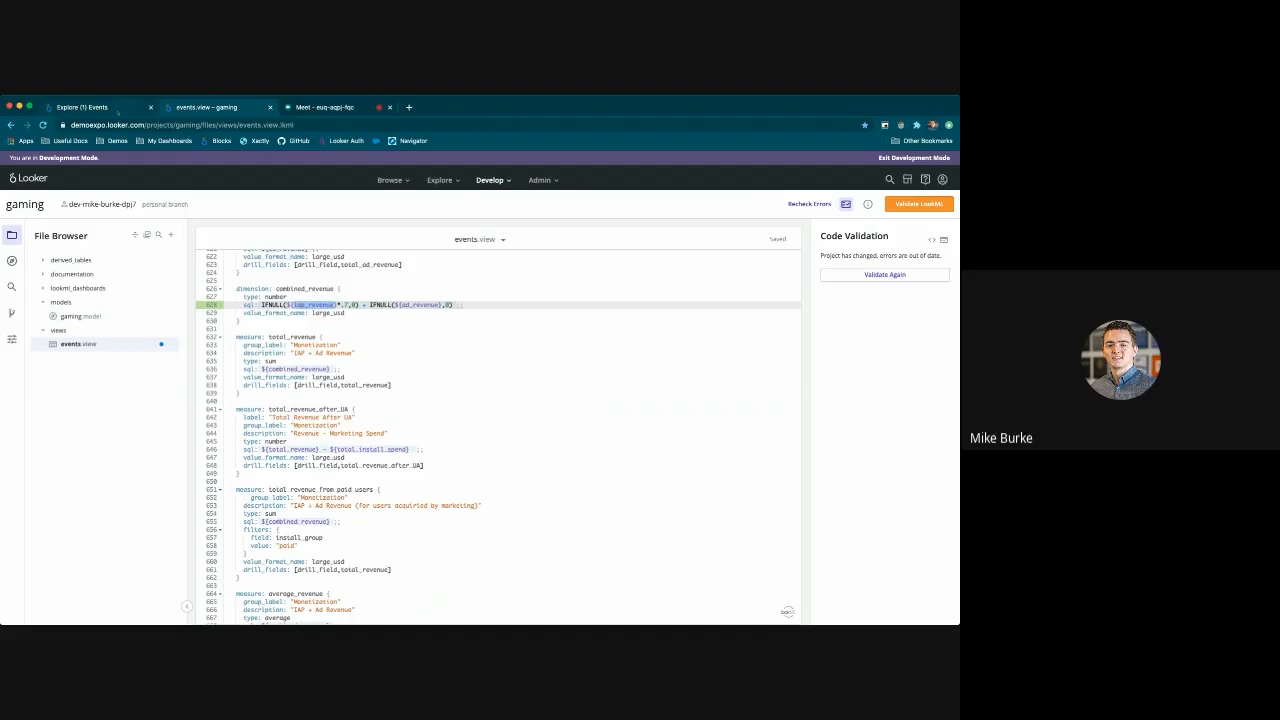 Explore (1) Events
events.view – gaming
Meet – euq-aqpj-fqc
demoexpo.looker.com/projects/gaming/files/views/events.view.lkml
Apps Useful Docs Demos My Dashboards Blocks Xactly GitHub Looker Auth Navigator Other Bookmarks
You are in Development Mode. Exit Development Mode
Looker Browse Explore Develop Admin
gaming dev-mike-burke-dpj7 personal branch Recheck Errors Validate LookML
File Browser
derived_tables
documentation
lookml_dashboards
models
gaming.model
views
events.view
events.view Saved
622 value_format_name: large_usd
623 drill_fields: [drill_field,total_ad_revenue]
624 }
625
626 dimension: combined_revenue {
627 type: number
628 sql: IFNULL(${iap_revenue}*.7,0) + IFNULL(${ad_revenue},0) ;;
629 value_format_name: large_usd
630 }
631
632 measure: total_revenue {
633 group_label: "Monetization"
634 description: "IAP + Ad Revenue"
635 type: sum
636 sql: ${combined_revenue} ;;
637 value_format_name: large_usd
638 drill_fields: [drill_field,total_revenue]
639 }
640
641 measure: total_revenue_after_UA {
642 label: "Total Revenue After UA"
643 group_label: "Monetization"
644 description: "Revenue - Marketing Spend"
645 type: number
646 sql: ${total_revenue} - ${total_install_spend} ;;
647 value_format_name: large_usd
648 drill_fields: [drill_field,total_revenue_after_UA]
649 }
650
651 measure: total_revenue_from_paid_users {
652 group_label: "Monetization"
653 description: "IAP + Ad Revenue (for users acquiried by marketing)"
654 type: sum
655 sql: ${combined_revenue} ;;
656 filters: {
657 field: install_group
658 value: "paid"
659 }
660 value_format_name: large_usd
661 drill_fields: [drill_field,total_revenue]
662 }
663
664 measure: average_revenue {
665 group_label: "Monetization"
666 description: "IAP + Ad Revenue"
667 type: average
Code Validation
Project has changed, errors are out of date.
Validate Again
Mike Burke